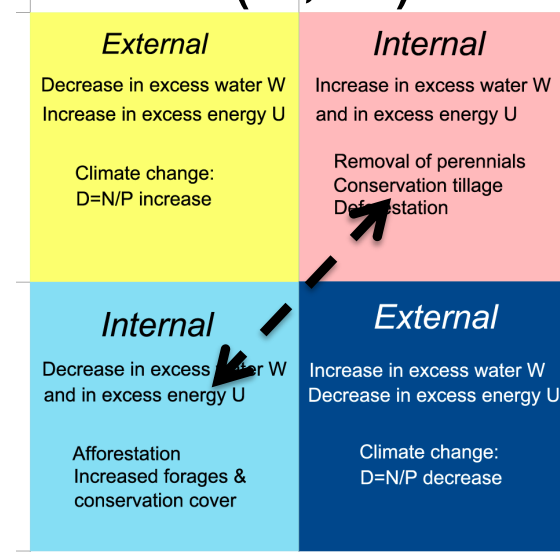 External
Decrease in excess water W
Increase in excess energy U
Climate change:
D=N/P increase
Internal
Increase in excess water W
and in excess energy U
Removal of perennials
Conservation tillage
Deforestation
Internal
Decrease in excess water W
and in excess energy U
Afforestation
Increased forages &
conservation cover
External
Increase in excess water W
Decrease in excess energy U
Climate change:
D=N/P decrease